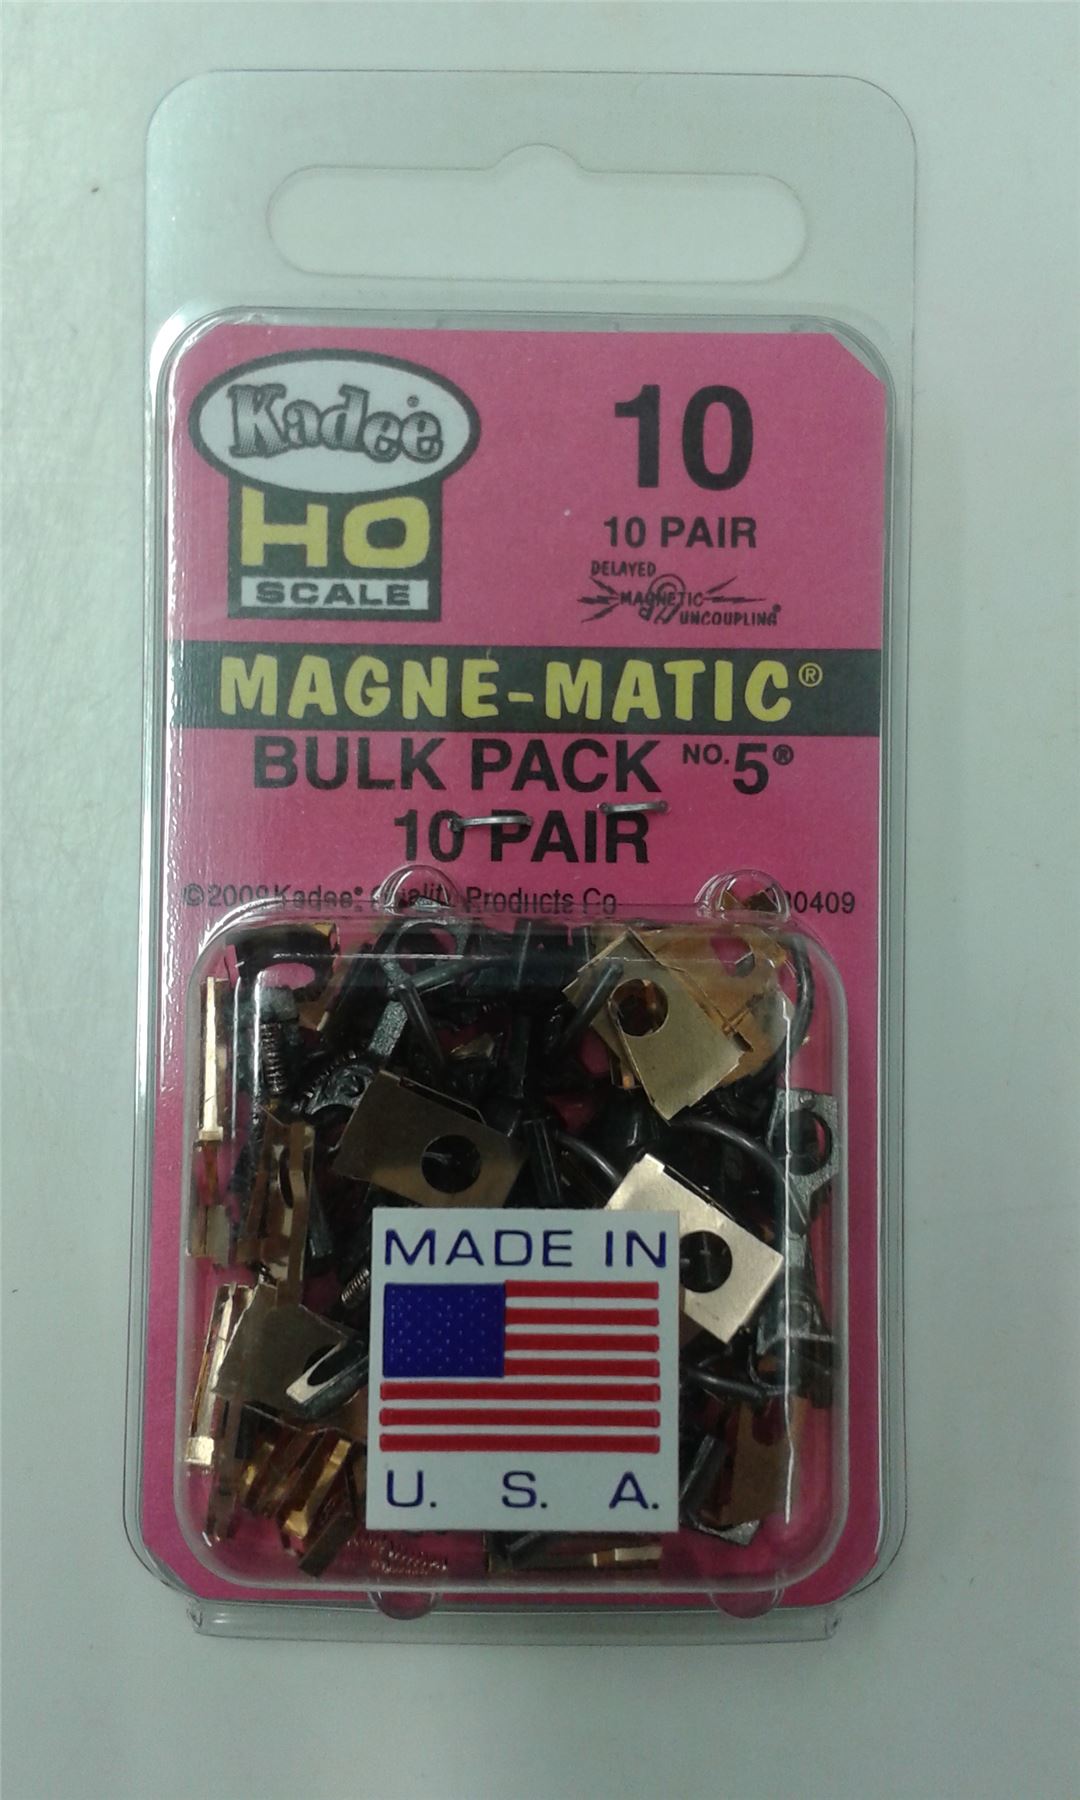 Kadee®
HO
SCALE
10
10 PAIR
DELAYED
MAGNETIC
UNCOUPLING®
MAGNE-MATIC®
BULK PACK NO. 5®
10 PAIR
Kadee® Quality Products Co
MADE IN
U. S. A.